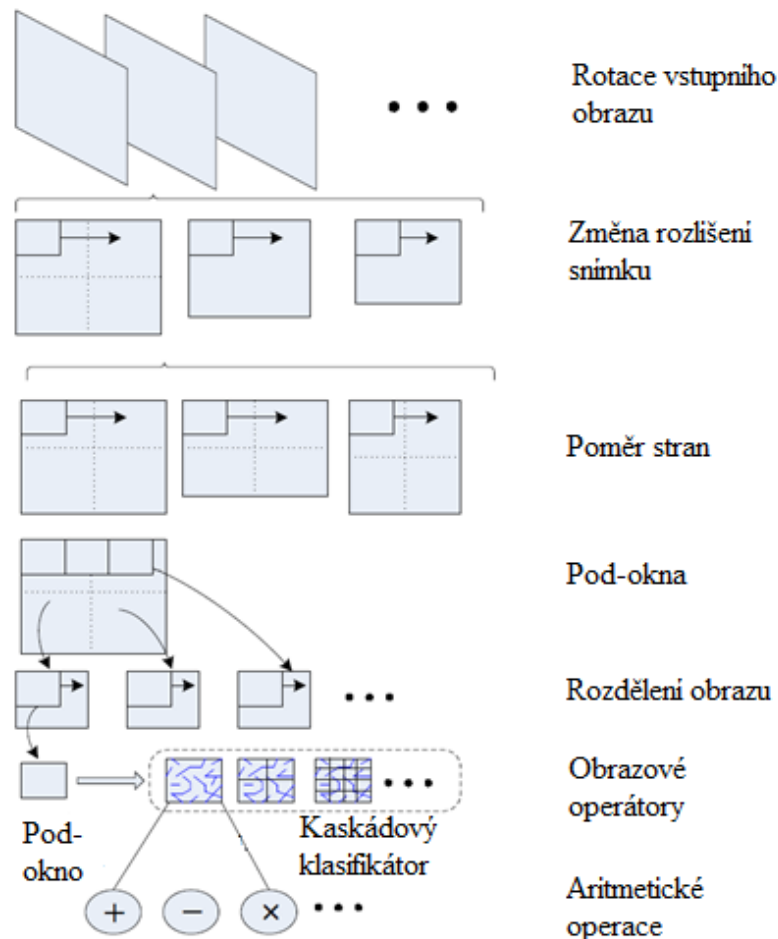 Rotace vstupního
obrazu
Změna rozlišení
snímku
Poměr stran
Pod-okna
Rozdělení obrazu
Obrazové
operátory
Pod-
okno
Kaskádový
klasifikátor
+ − ×
Aritmetické
operace